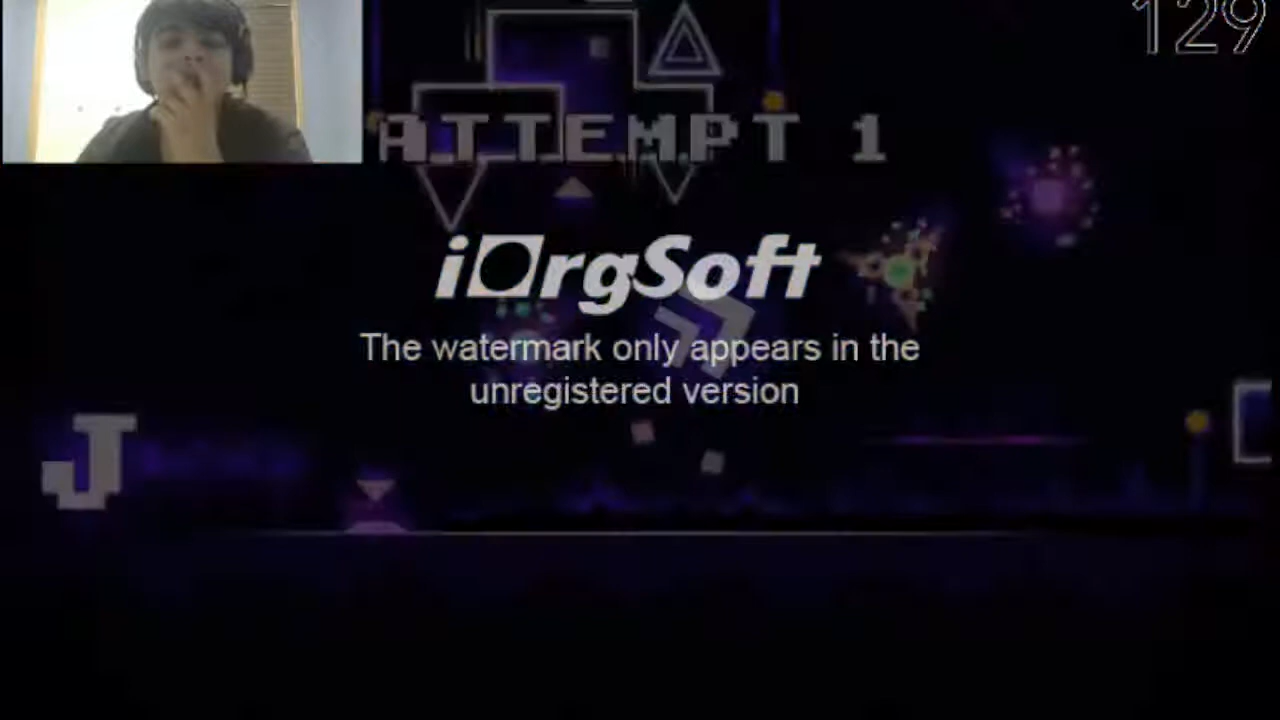 129
ATTEMPT 1
iOrgSoft
The watermark only appears in the
unregistered version
J